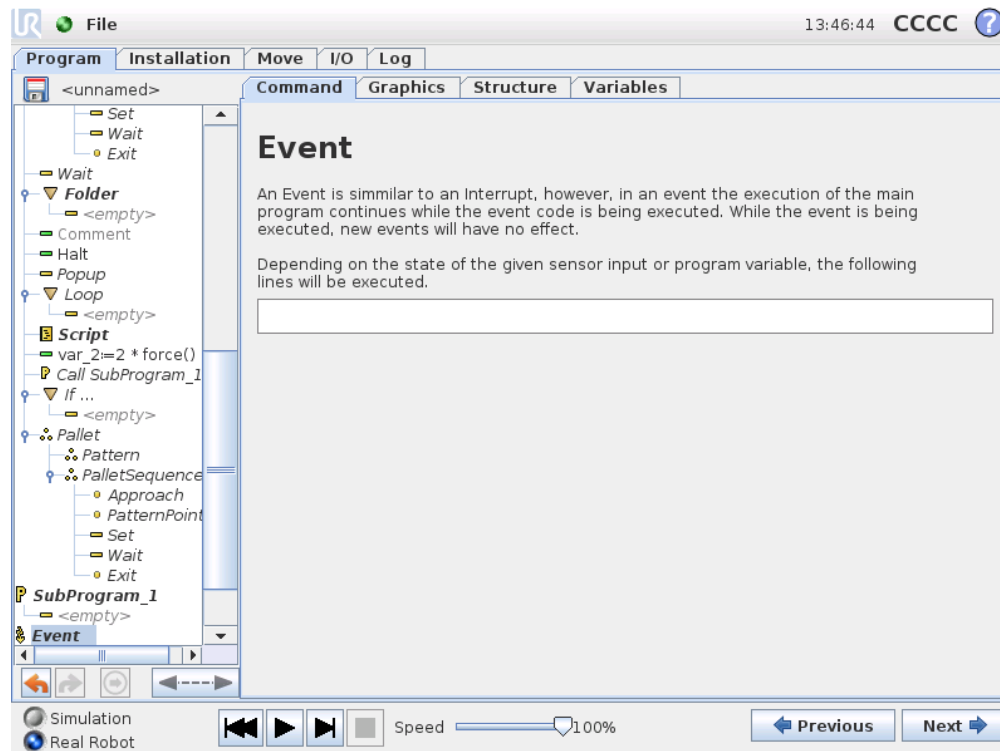 UR File 13:46:44 CCCC ?
Program Installation Move I/O Log
<unnamed>
Command Graphics Structure Variables
Set
Wait
Exit
Wait
Folder
<empty>
Comment
Halt
Popup
Loop
<empty>
Script
var_2:=2 * force()
P Call SubProgram_1
If ...
<empty>
Pallet
Pattern
PalletSequence
Approach
PatternPoint
Set
Wait
Exit
P SubProgram_1
<empty>
Event
Event
An Event is simmilar to an Interrupt, however, in an event the execution of the main
program continues while the event code is being executed. While the event is being
executed, new events will have no effect.
Depending on the state of the given sensor input or program variable, the following
lines will be executed.
Simulation
Real Robot
Speed 100%
Previous Next